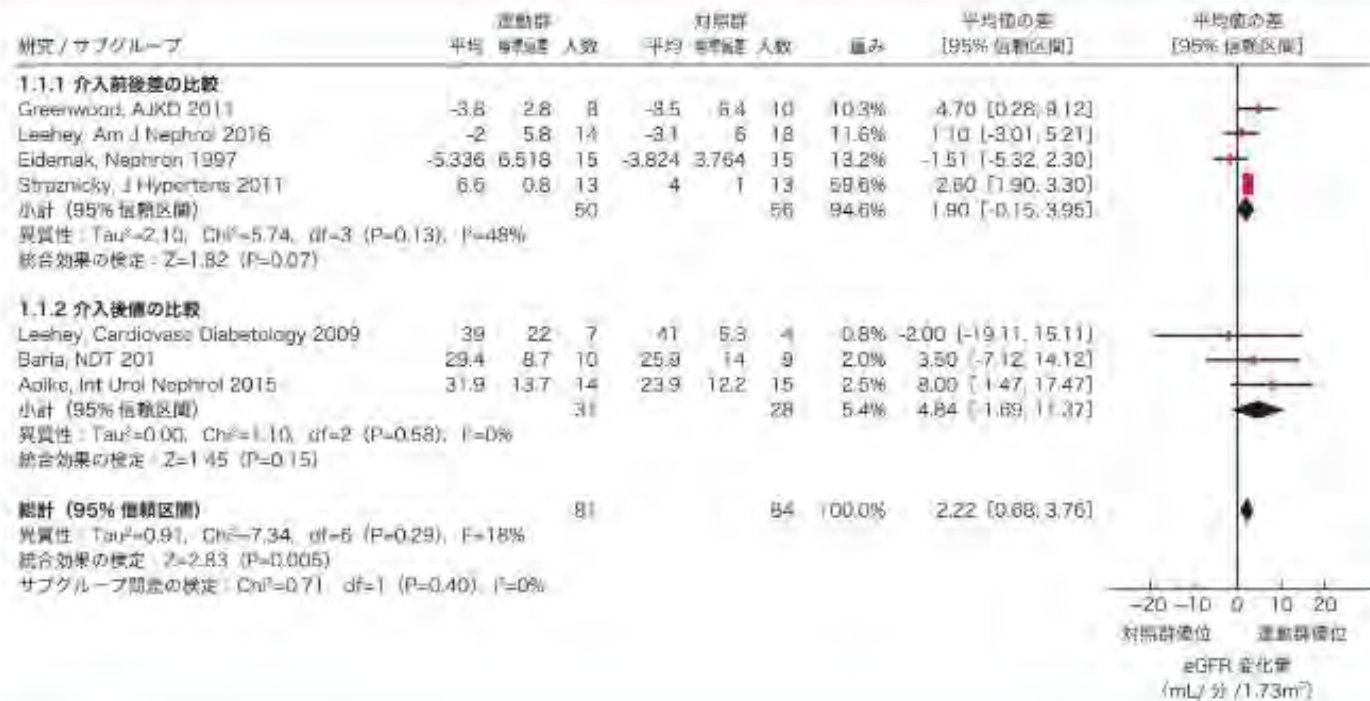 運動群 対照群 平均値の差 平均値の差
研究 / サブグループ 平均 標準偏差 人数 平均 標準偏差 人数 重み [95% 信頼区間] [95% 信頼区間]
1.1.1 介入前後差の比較
Greenwood, AJKD 2011 -3.8 2.8 8 -8.5 6.4 10 10.3% 4.70 [0.28, 9.12]
Leehey, Am J Nephrol 2016 -2 5.8 14 -3.1 6 18 11.6% 1.10 [-3.01, 5.21]
Eidemak, Nephron 1997 -5.336 6.518 15 -3.824 3.764 15 13.2% -1.51 [-5.32, 2.30]
Straznicky, J Hypertens 2011 6.6 0.8 13 4 1 13 59.6% 2.60 [1.90, 3.30]
小計 (95% 信頼区間) 50 56 94.6% 1.90 [-0.15, 3.95]
異質性：Tau²=2.10, Chi²=5.74, df=3 (P=0.13), I²=48%
統合効果の検定：Z=1.82 (P=0.07)
1.1.2 介入後値の比較
Leehey, Cardiovasc Diabetology 2009 39 22 7 41 5.3 4 0.8% -2.00 [-19.11, 15.11]
Baria, NDT 201 29.4 8.7 10 25.9 14 9 2.0% 3.50 [-7.12, 14.12]
Aoike, Int Urol Nephrol 2015 31.9 13.7 14 23.9 12.2 15 2.5% 8.00 [-1.47, 17.47]
小計 (95% 信頼区間) 31 28 5.4% 4.84 [-1.69, 11.37]
異質性：Tau²=0.00, Chi²=1.10, df=2 (P=0.58), I²=0%
統合効果の検定：Z=1.45 (P=0.15)
総計 (95% 信頼区間) 81 84 100.0% 2.22 [0.68, 3.76]
異質性：Tau²=0.91, Chi²=7.34, df=6 (P=0.29), I²=18%
統合効果の検定：Z=2.83 (P=0.005)
サブグループ間差の検定：Chi²=0.71, df=1 (P=0.40), I²=0%
-20 -10 0 10 20
対照群優位 運動群優位
eGFR 変化量
(mL/ 分 /1.73m²)